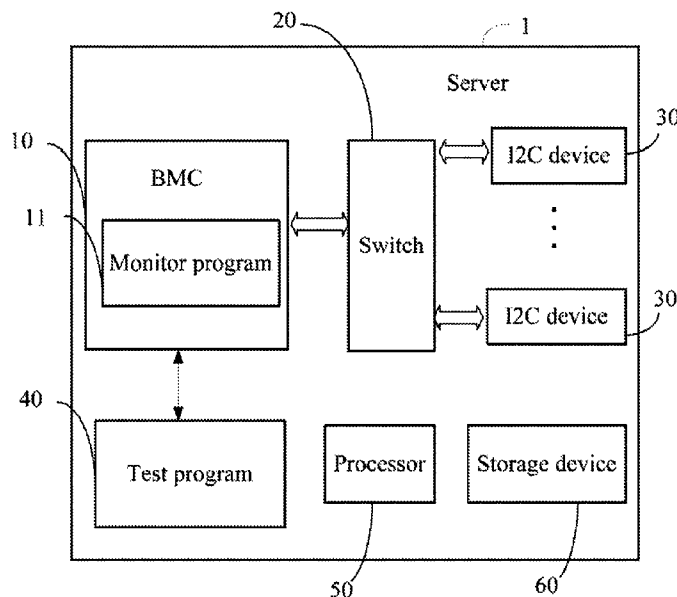 20
1
Server
10
BMC
30
I2C device
11
Monitor program
Switch
I2C device
30
40
Test program
Processor
Storage device
50
60